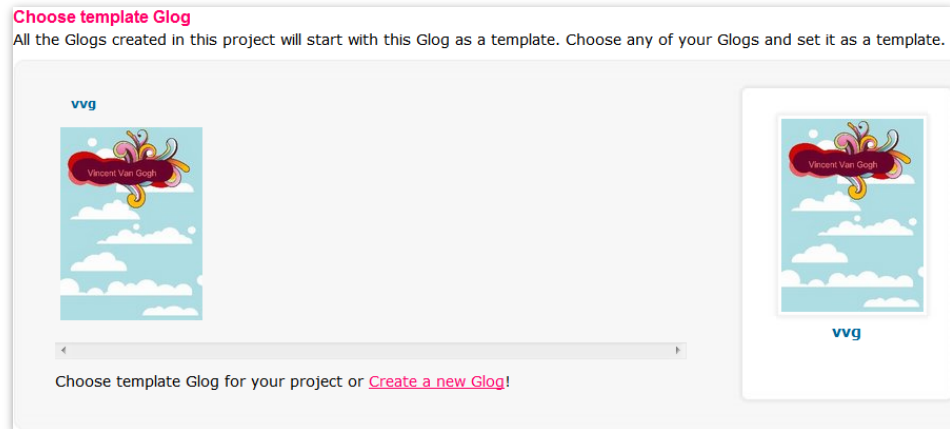 Choose template Glog
All the Glogs created in this project will start with this Glog as a template. Choose any of your Glogs and set it as a template.
vvg
Vincent Van Gogh
Vincent Van Gogh
vvg
Choose template Glog for your project or Create a new Glog!